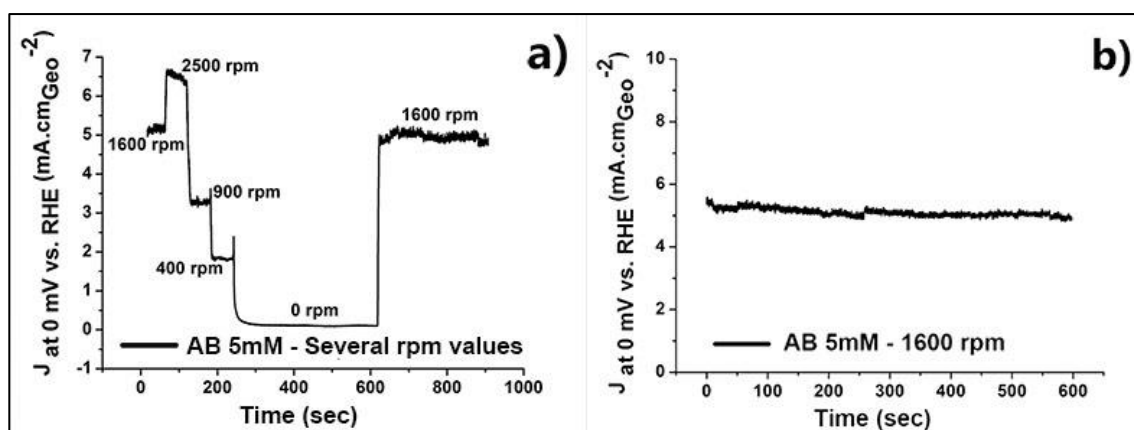 a)
J at 0 mV vs. RHE (mA.cmGeo-2)
7
6
5
4
3
2
1
0
-1
2500 rpm
1600 rpm
1600 rpm
900 rpm
400 rpm
0 rpm
AB 5mM - Several rpm values
0 200 400 600 800 1000
Time (sec)
b)
J at 0 mV vs. RHE (mA.cmGeo-2)
10
8
6
4
2
0
AB 5mM - 1600 rpm
0 100 200 300 400 500 600
Time (sec)